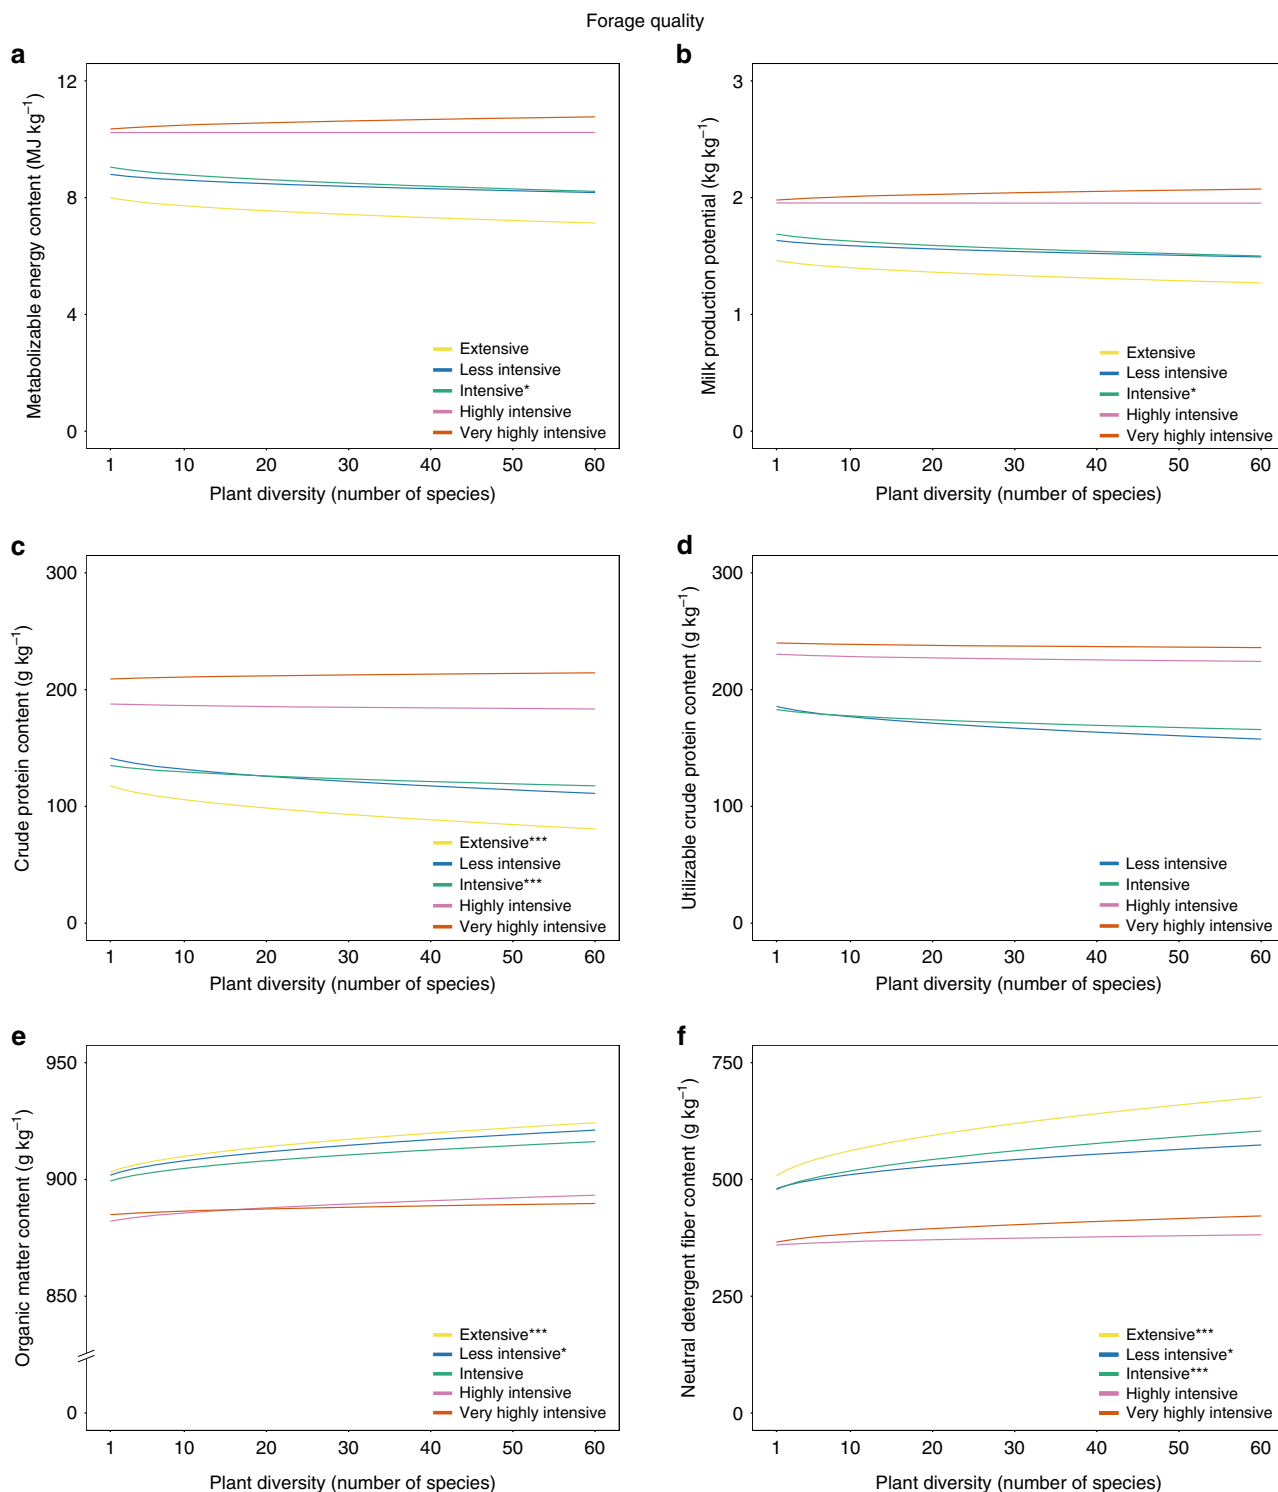 Forage quality
a
Metabolizable energy content (MJ kg⁻¹)
12
8
4
0
Extensive
Less intensive
Intensive*
Highly intensive
Very highly intensive
1 10 20 30 40 50 60
Plant diversity (number of species)
b
Milk production potential (kg kg⁻¹)
3
2
1
0
Extensive
Less intensive
Intensive*
Highly intensive
Very highly intensive
1 10 20 30 40 50 60
Plant diversity (number of species)
c
Crude protein content (g kg⁻¹)
300
200
100
0
Extensive***
Less intensive
Intensive***
Highly intensive
Very highly intensive
1 10 20 30 40 50 60
Plant diversity (number of species)
d
Utilizable crude protein content (g kg⁻¹)
300
200
100
0
Less intensive
Intensive
Highly intensive
Very highly intensive
1 10 20 30 40 50 60
Plant diversity (number of species)
e
Organic matter content (g kg⁻¹)
950
900
850
0
Extensive***
Less intensive*
Intensive
Highly intensive
Very highly intensive
1 10 20 30 40 50 60
Plant diversity (number of species)
f
Neutral detergent fiber content (g kg⁻¹)
750
500
250
0
Extensive***
Less intensive*
Intensive***
Highly intensive
Very highly intensive
1 10 20 30 40 50 60
Plant diversity (number of species)